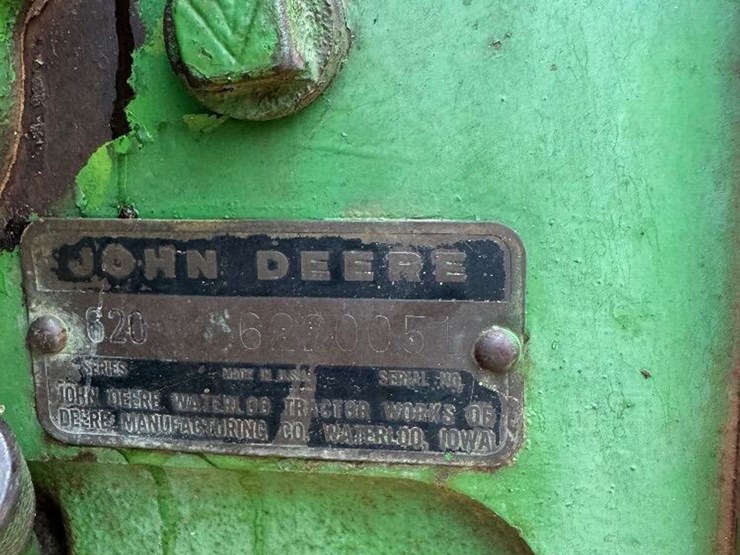 JOHN DEERE
620 6220051
SERIES MADE IN U.S.A. SERIAL NO.
JOHN DEERE WATERLOO TRACTOR WORKS OF
DEERE MANUFACTURING CO. WATERLOO, IOWA